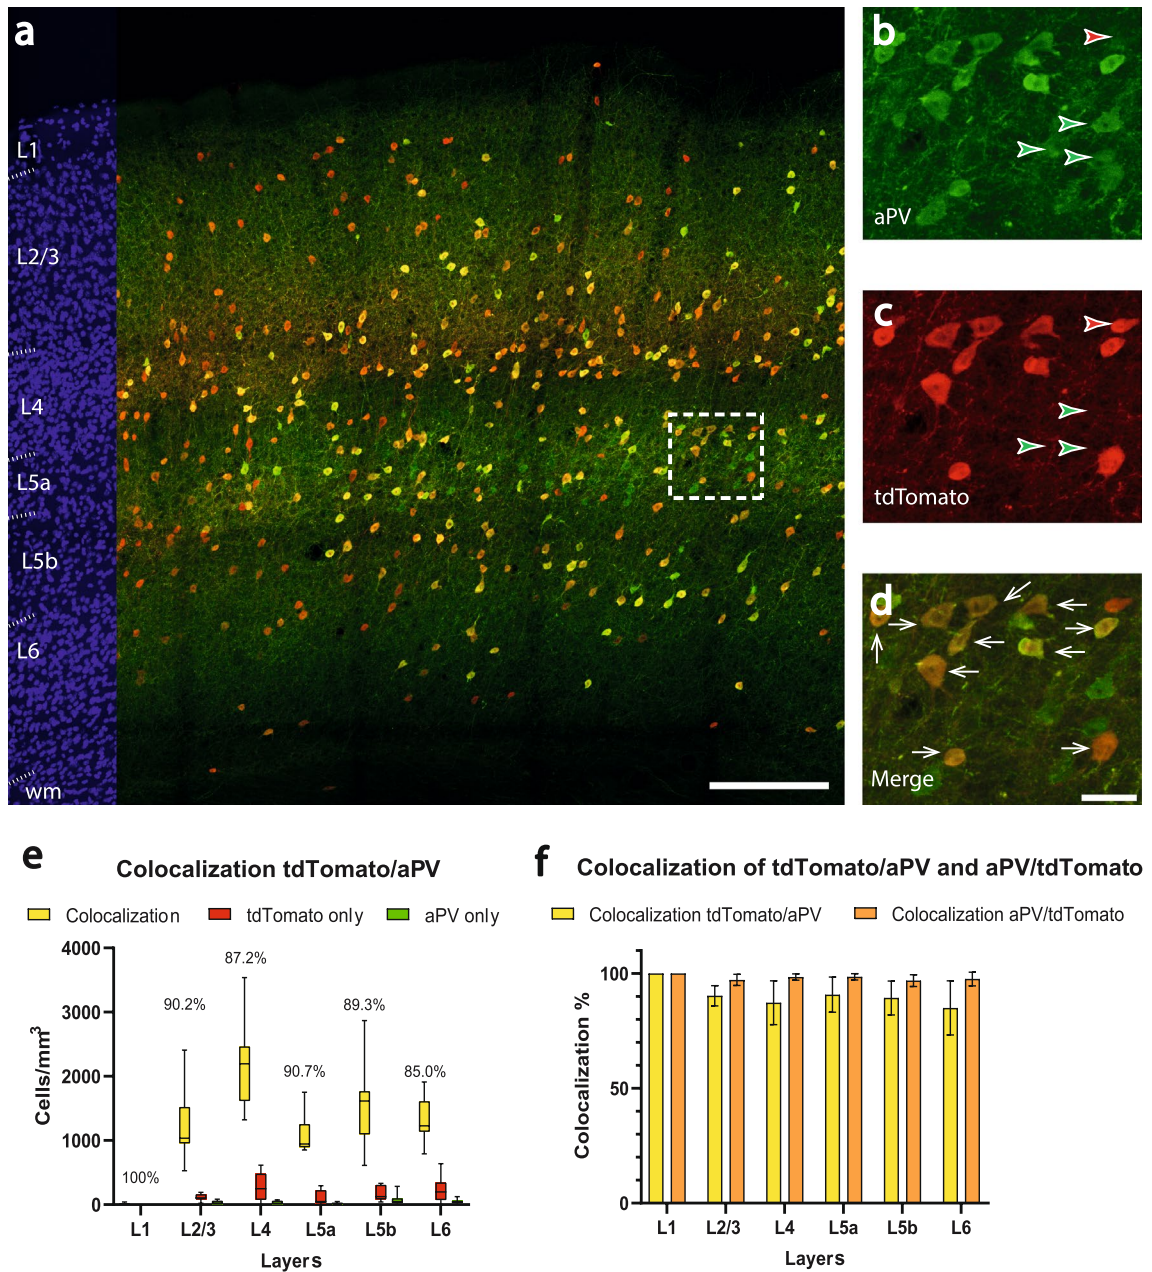 a
L1
L2/3
L4
L5a
L5b
L6
wm
b
aPV
c
tdTomato
d
Merge
e
Colocalization tdTomato/aPV
Colocalization
tdTomato only
aPV only
Cells/mm3
4000
3000
2000
1000
0
100%
90.2%
87.2%
90.7%
89.3%
85.0%
L1
L2/3
L4
L5a
L5b
L6
Layers
f
Colocalization of tdTomato/aPV and aPV/tdTomato
Colocalization tdTomato/aPV
Colocalization aPV/tdTomato
Colocalization %
100
50
0
L1
L2/3
L4
L5a
L5b
L6
Layers